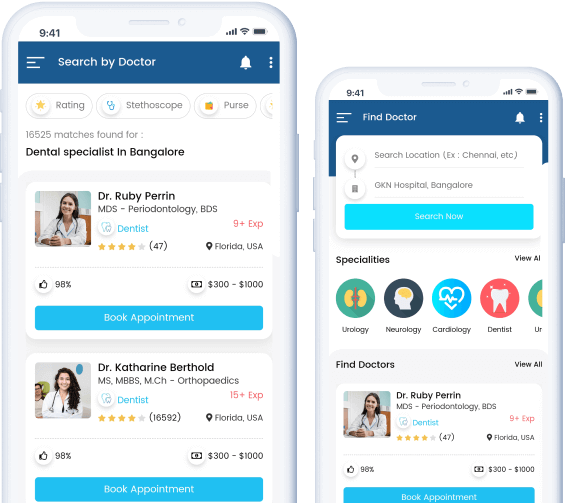 9:41
Search by Doctor
Rating
Stethoscope
Purse
16525 matches found for :
Dental specialist In Bangalore
Dr. Ruby Perrin
MDS - Periodontology, BDS
9+ Exp
Dentist
(47)
Florida, USA
98%
$300 - $1000
Book Appointment
Dr. Katharine Berthold
MS, MBBS, M.Ch - Orthopaedics
15+ Exp
Dentist
(16592)
Florida, USA
98%
$300 - $1000
Book Appointment
9:41
Find Doctor
Search Location (Ex : Chennai, etc)
GKN Hospital, Bangalore
Search Now
Specialities
View Al
Urology
Neurology
Cardiology
Dentist
Ur
Find Doctors
View All
Dr. Ruby Perrin
MDS - Periodontology, BDS
9+ Exp
Dentist
(47)
Florida, USA
98%
$300 - $1000
Book Appointment